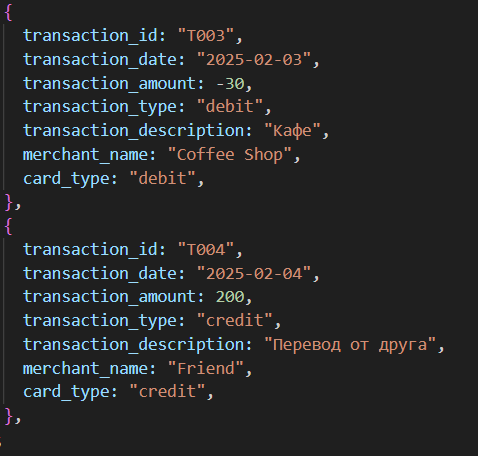 {
transaction_id: "T003",
transaction_date: "2025-02-03",
transaction_amount: -30,
transaction_type: "debit",
transaction_description: "Кафе",
merchant_name: "Coffee Shop",
card_type: "debit",
},
{
transaction_id: "T004",
transaction_date: "2025-02-04",
transaction_amount: 200,
transaction_type: "credit",
transaction_description: "Перевод от друга",
merchant_name: "Friend",
card_type: "credit",
},